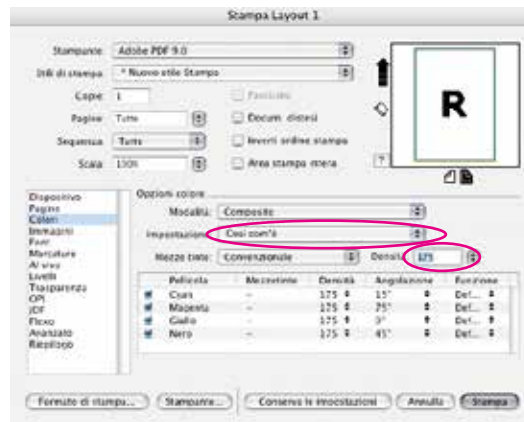 Stampa Layout 1
Stampante: Adobe PDF 9.0
Stili di stampa: * Nuovo stile Stampa
Copie: 1
Fascicolo
Pagine: Tutte
Docum. distesi
Sequenza: Tutte
Inverti ordine stampa
Scala: 100%
Area stampa intera
?
R
Dispositivo
Pagine
Colori
Immagini
Font
Marcature
Al vivo
Livelli
Trasparenza
OPI
JDF
Flexo
Avanzato
Riepilogo
Opzioni colore
Modalità: Composito
Impostazione: Così com'è
Mezze tinte: Convenzionale
Densità: 175
Pellicola Mezzetinte Densità Angolazione Funzione
Cyan – 175 15° Def...
Magenta – 175 75° Def...
Giallo – 175 0° Def...
Nero – 175 45° Def...
Formato di stampa... Stampante... Conserva le impostazioni Annulla Stampa